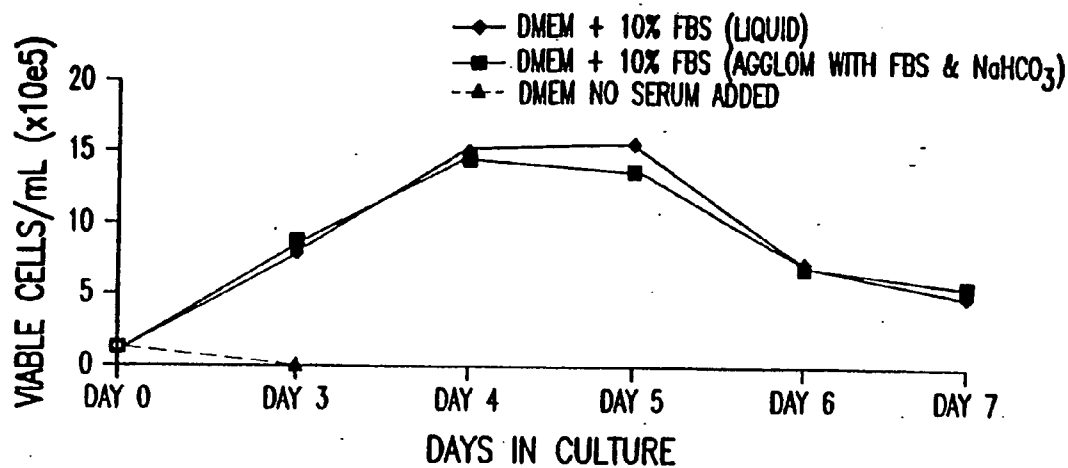 DMEM + 10% FBS (LIQUID)
DMEM + 10% FBS (AGGLOM WITH FBS & NaHCO₃)
DMEM NO SERUM ADDED
VIABLE CELLS/mL (x10e5)
20
15
10
5
0
DAY 0 DAY 3 DAY 4 DAY 5 DAY 6 DAY 7
DAYS IN CULTURE